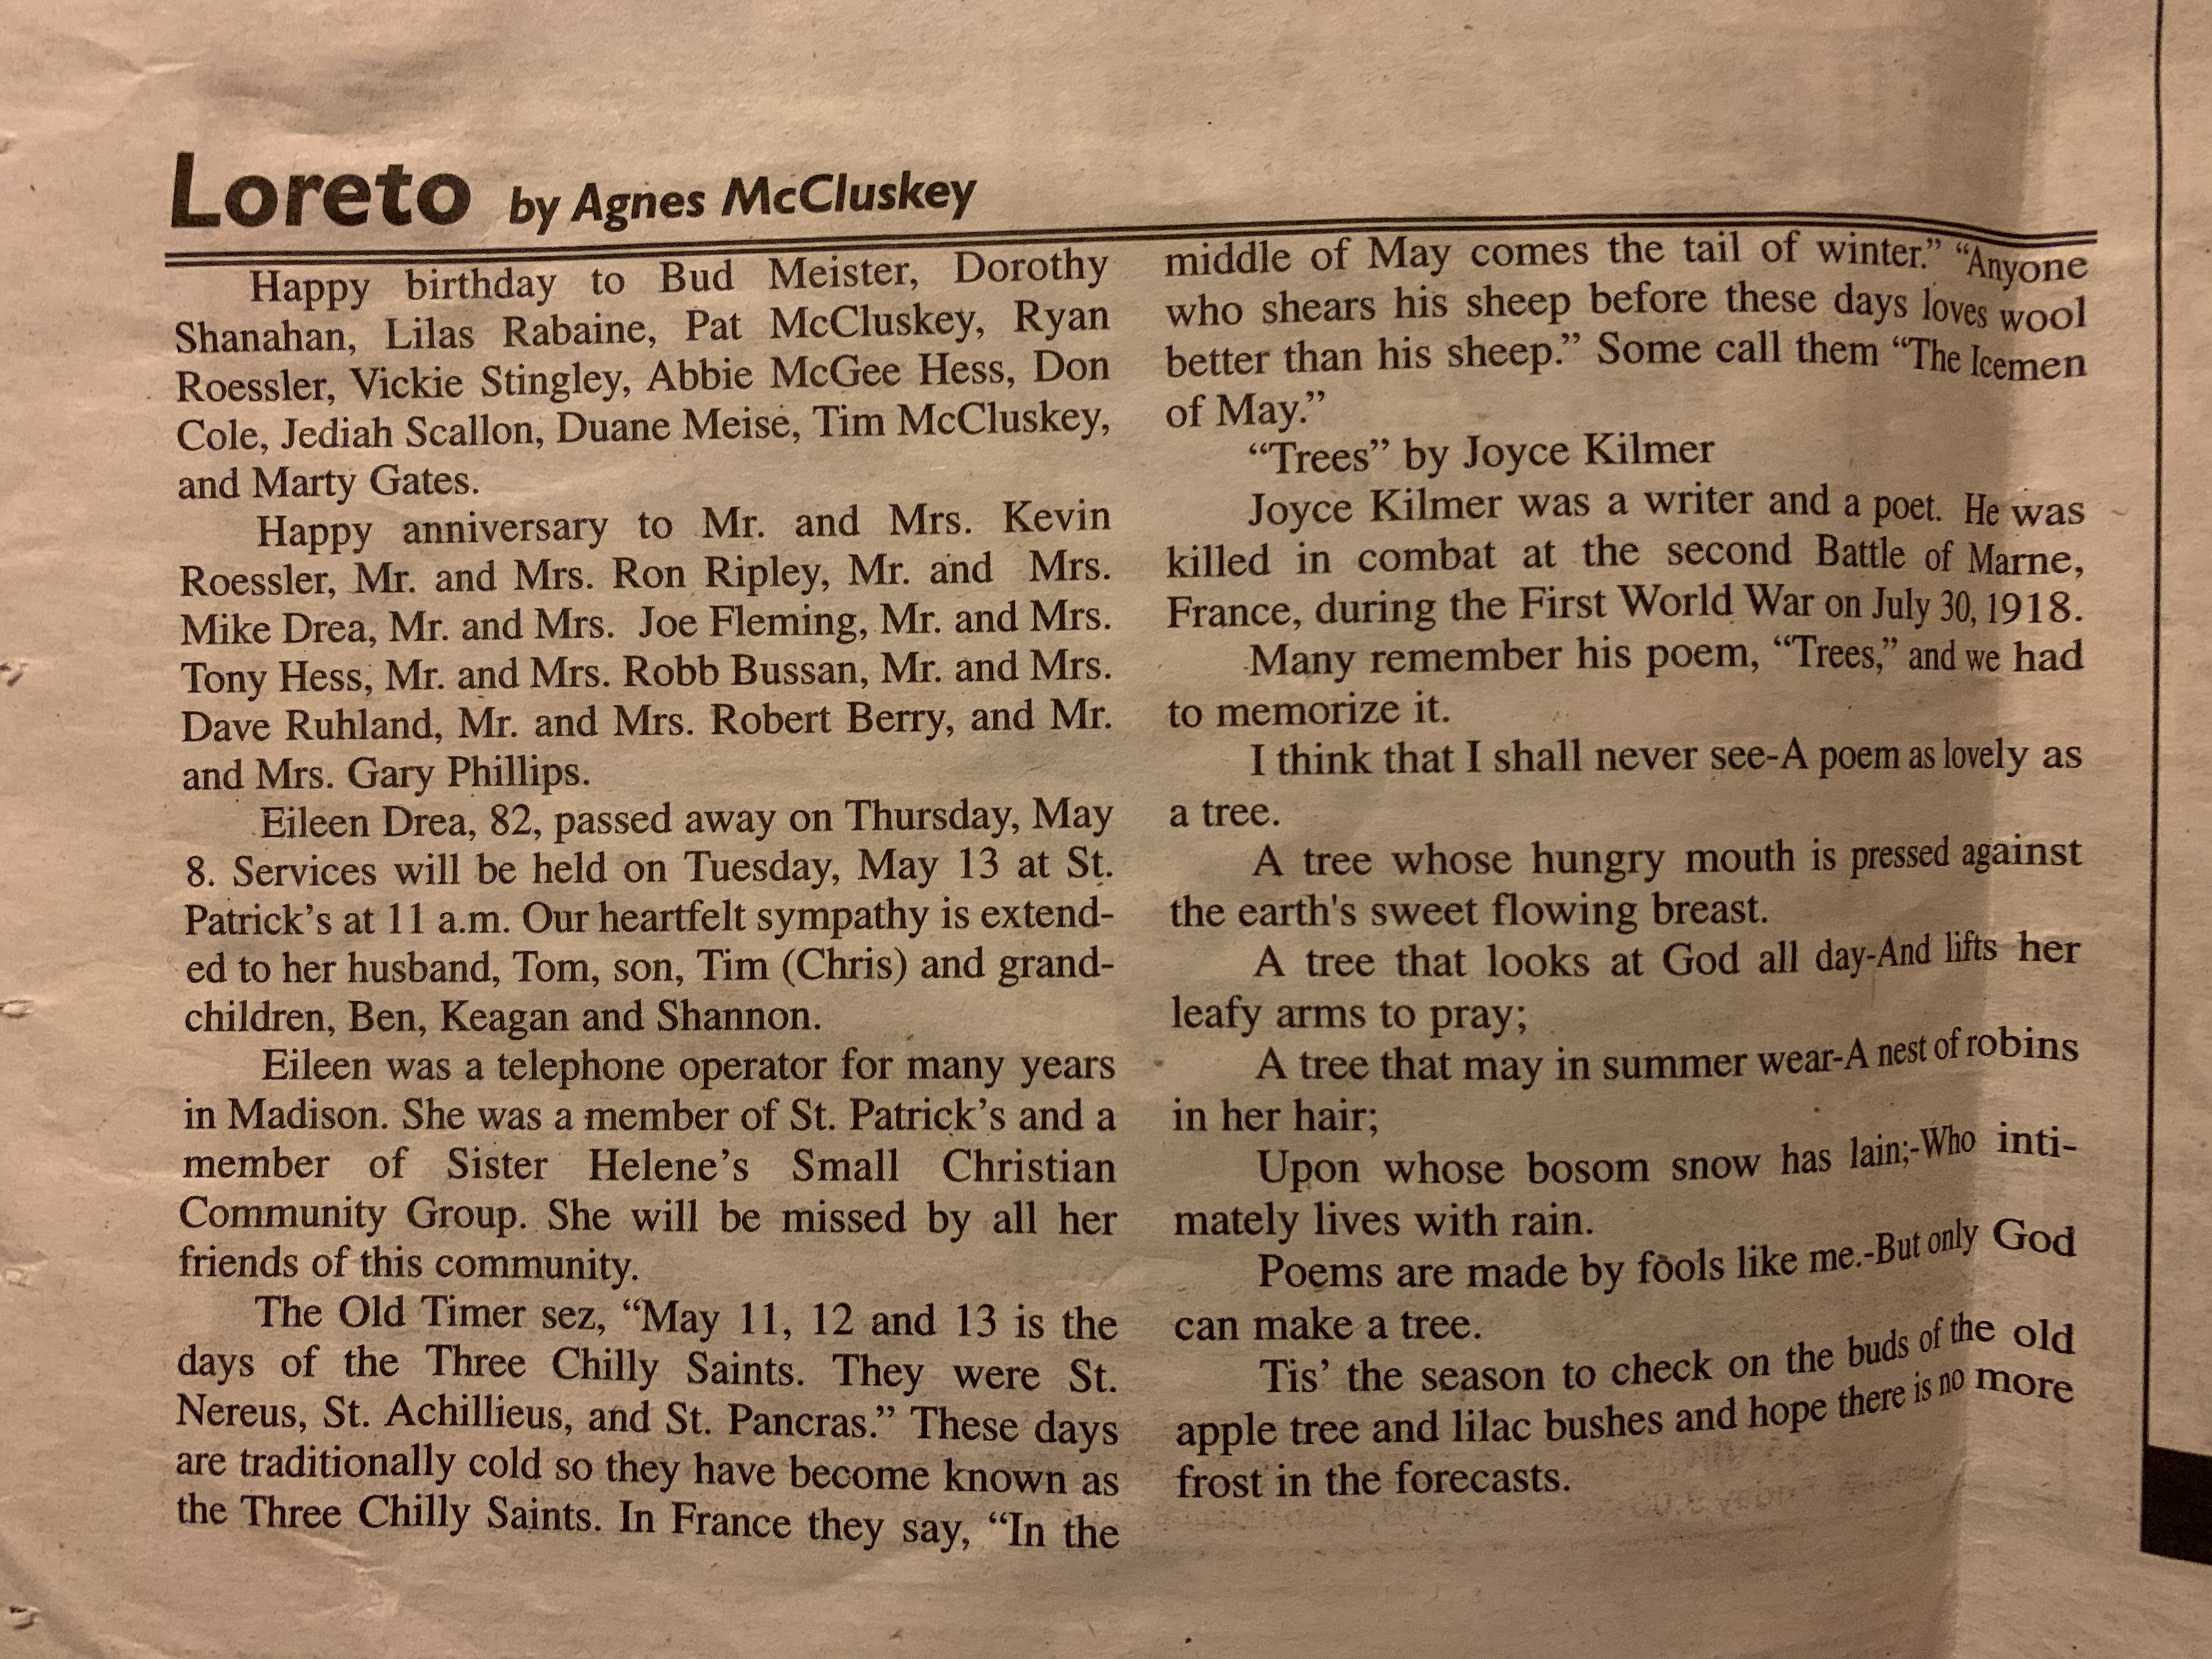 Loreto by Agnes McCluskey
Happy birthday to Bud Meister, Dorothy
Shanahan, Lilas Rabaine, Pat McCluskey, Ryan
Roessler, Vickie Stingley, Abbie McGee Hess, Don
Cole, Jediah Scallon, Duane Meise, Tim McCluskey,
and Marty Gates.
Happy anniversary to Mr. and Mrs. Kevin
Roessler, Mr. and Mrs. Ron Ripley, Mr. and Mrs.
Mike Drea, Mr. and Mrs. Joe Fleming, Mr. and Mrs.
Tony Hess, Mr. and Mrs. Robb Bussan, Mr. and Mrs.
Dave Ruhland, Mr. and Mrs. Robert Berry, and Mr.
and Mrs. Gary Phillips.
Eileen Drea, 82, passed away on Thursday, May
8. Services will be held on Tuesday, May 13 at St.
Patrick's at 11 a.m. Our heartfelt sympathy is extend-
ed to her husband, Tom, son, Tim (Chris) and grand-
children, Ben, Keagan and Shannon.
Eileen was a telephone operator for many years
in Madison. She was a member of St. Patrick's and a
member of Sister Helene's Small Christian
Community Group. She will be missed by all her
friends of this community.
The Old Timer sez, “May 11, 12 and 13 is the
days of the Three Chilly Saints. They were St.
Nereus, St. Achillieus, and St. Pancras.” These days
are traditionally cold so they have become known as
the Three Chilly Saints. In France they say, “In the
middle of May comes the tail of winter.” “Anyone
who shears his sheep before these days loves wool
better than his sheep.” Some call them “The Icemen
of May.”
“Trees” by Joyce Kilmer
Joyce Kilmer was a writer and a poet. He was
killed in combat at the second Battle of Marne,
France, during the First World War on July 30, 1918.
Many remember his poem, “Trees,” and we had
to memorize it.
I think that I shall never see-A poem as lovely as
a tree.
A tree whose hungry mouth is pressed against
the earth's sweet flowing breast.
A tree that looks at God all day-And lifts her
leafy arms to pray;
A tree that may in summer wear-A nest of robins
in her hair;
Upon whose bosom snow has lain;-Who inti-
mately lives with rain.
Poems are made by fools like me.-But only God
can make a tree.
Tis’ the season to check on the buds of the old
apple tree and lilac bushes and hope there is no more
frost in the forecasts.